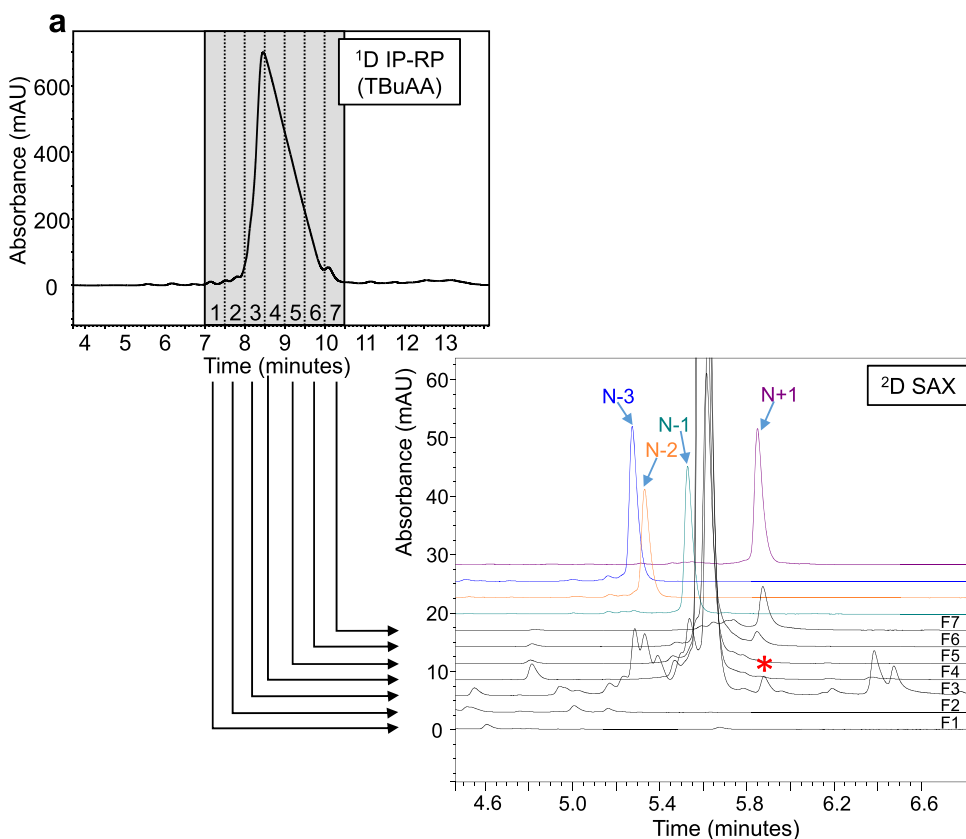 a
¹D IP-RP
(TBuAA)
Absorbance (mAU)
600
400
200
0
1 2 3 4 5 6 7
4 5 6 7 8 9 10 11 12 13
Time (minutes)
²D SAX
Absorbance (mAU)
60
50
40
30
20
10
0
N-3
N-2
N-1
N+1
F7
F6
F5
*
F4
F3
F2
F1
4.6 5.0 5.4 5.8 6.2 6.6
Time (minutes)